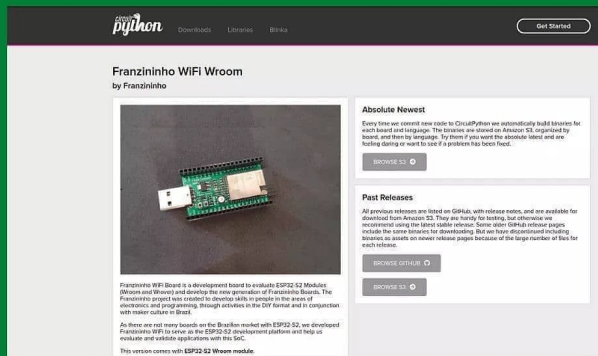 circuit
python
Downloads
Libraries
Blinka
Get Started
Franzininho WiFi Wroom
by Franzininho
Franzininho WiFi Board is a development board to evaluate ESP32-S2 Modules
(Wroom and Wrover) and develop the new generation of Franzininho Boards. The
Franzininho project was created to develop skills in people in the areas of
electronics and programming, through activities in the DIY format and in conjunction
with maker culture in Brazil.
As there are not many boards on the Brazilian market with ESP32-S2, we developed
Franzininho WiFi to serve as the ESP32-S2 development platform and help us
evaluate and validate applications with this SoC.
This version comes with ESP32-S2 Wroom module.
Absolute Newest
Every time we commit new code to CircuitPython we automatically build binaries for
each board and language. The binaries are stored on Amazon S3, organized by
board, and then by language. Try them if you want the absolute latest and are
feeling daring or want to see if a problem has been fixed.
BROWSE S3
Past Releases
All previous releases are listed on GitHub, with release notes, and are available for
download from Amazon S3. They are handy for testing, but otherwise we
recommend using the latest stable release. Some older GitHub release pages
include the same binaries for downloading. But we have discontinued including
binaries as assets on newer release pages because of the large number of files for
each release.
BROWSE GITHUB
BROWSE S3